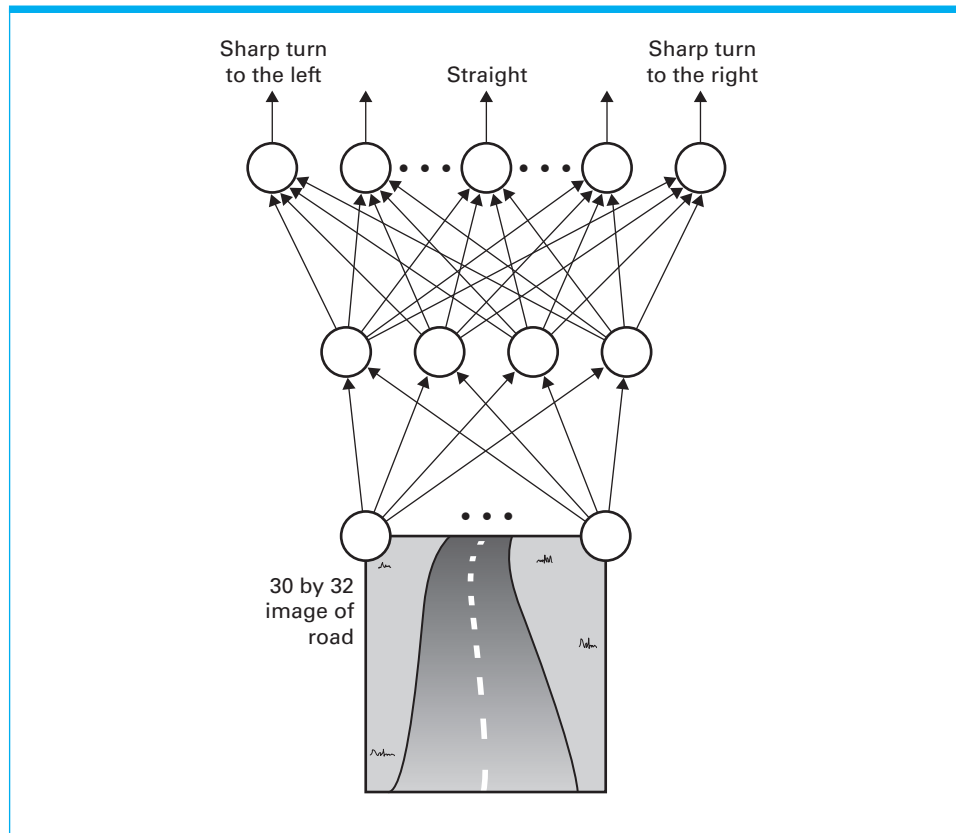 Sharp turn
to the left
Straight
Sharp turn
to the right
30 by 32
image of
road